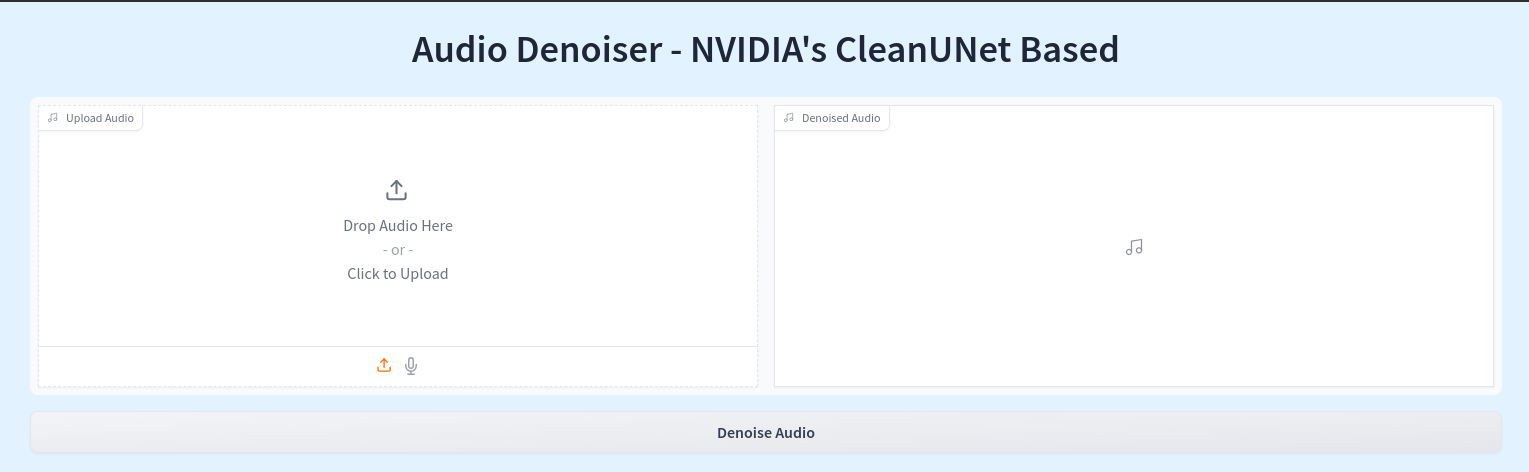 Audio Denoiser - NVIDIA's CleanUNet Based
Upload Audio
Drop Audio Here
- or -
Click to Upload
Denoised Audio
Denoise Audio